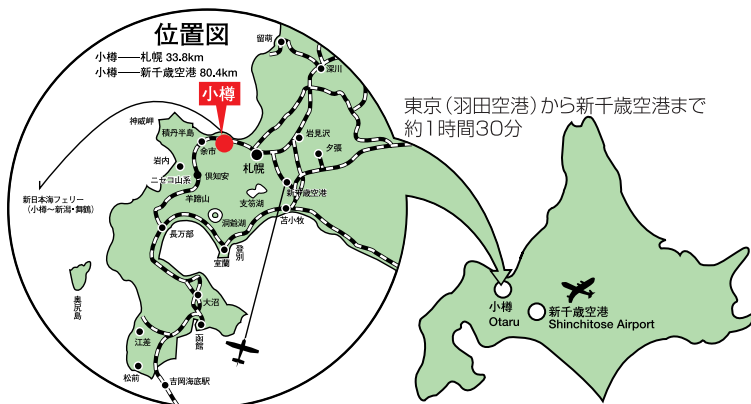 位置図
小樽——札幌 33.8km
小樽——新千歳空港 80.4km
小樽
留萌
深川
神威岬
積丹半島
余市
岩見沢
夕張
札幌
岩内
ニセコ山系
倶知安
羊蹄山
支笏湖
新千歳空港
新日本海フェリー
(小樽〜新潟・舞鶴)
洞爺湖
苫小牧
長万部
登別
室蘭
奥尻島
大沼
函館
江差
松前
吉岡海底駅
東京(羽田空港)から新千歳空港まで
約1時間30分
小樽
Otaru
新千歳空港
Shinchitose Airport